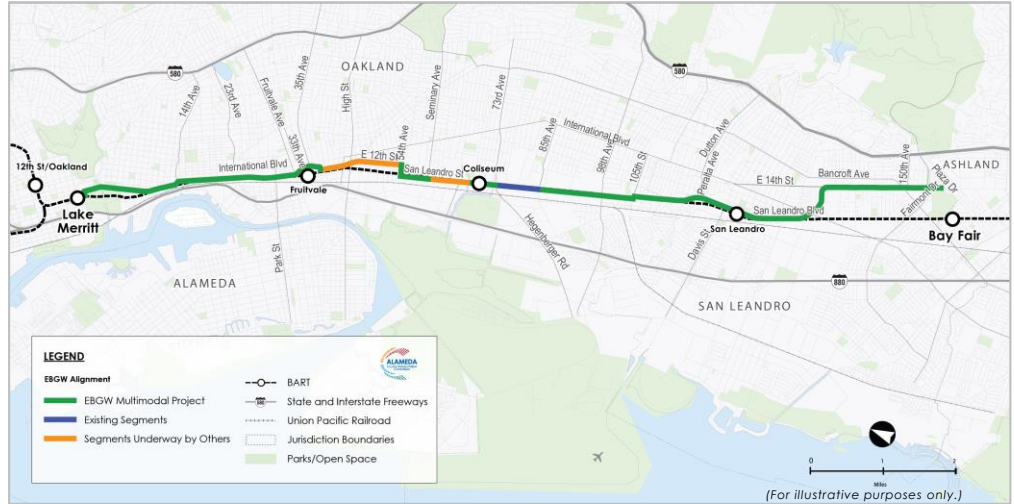 580
580
OAKLAND
14th Ave
23rd Ave
Fruitvale Ave
35th Ave
High St
Seminary Ave
73rd Ave
85th Ave
98th Ave
105th St
Dutton Ave
Peralta Ave
150th Ave
Plaza Dr
Fairmont Dr
ASHLAND
12th St/Oakland
International Blvd
33th Ave
E 12th St
54th Ave
San Leandro St
Coliseum
International Blvd
E 14th St
Bancroft Ave
Lake
Merritt
Fruitvale
San Leandro Blvd
San Leandro
Bay Fair
Park St
Hegenberger Rd
Davis St
880
ALAMEDA
SAN LEANDRO
LEGEND
ALAMEDA
EBGW Alignment
EBGW Multimodal Project
Existing Segments
Segments Underway by Others
BART
880
State and Interstate Freeways
Union Pacific Railroad
Jurisdiction Boundaries
Parks/Open Space
0 1 2
Miles
(For illustrative purposes only.)